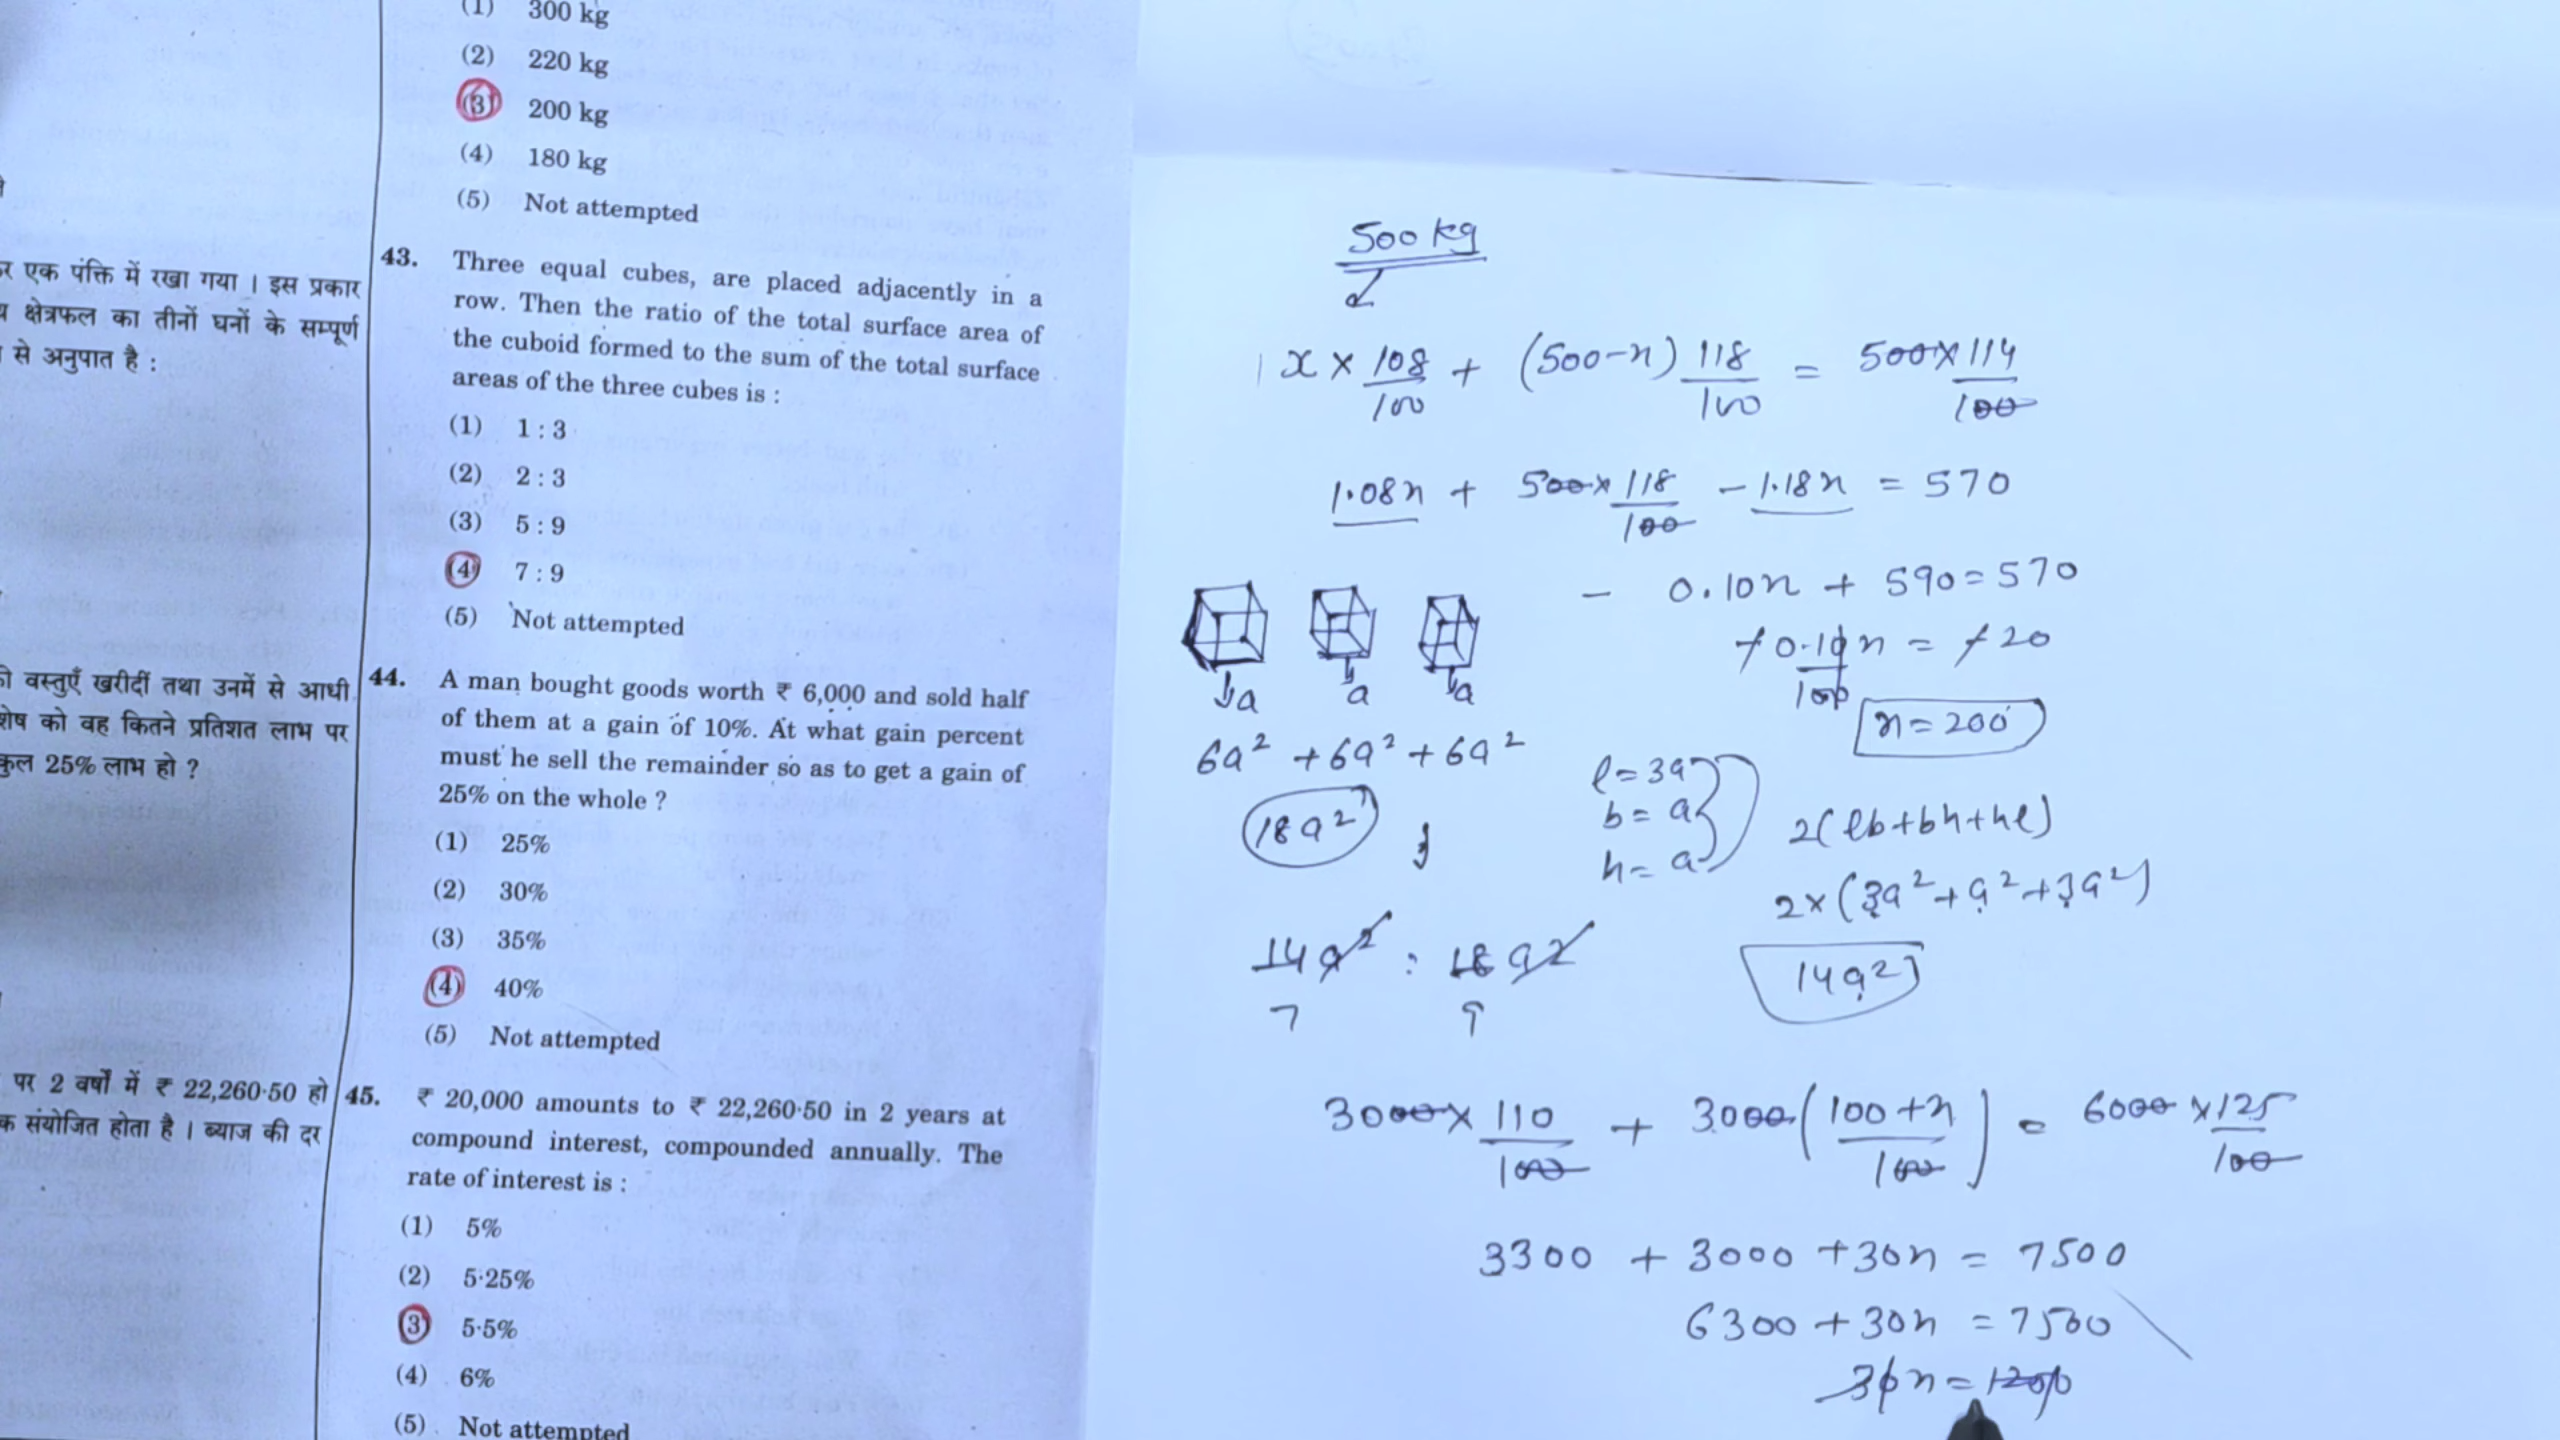 (1) 300 kg
(2) 220 kg
(3) 200 kg
(4) 180 kg
(5) Not attempted
एक पंक्ति में रखा गया । इस प्रकार
क्षेत्रफल का तीनों घनों के सम्पूर्ण
से अनुपात है :
43. Three equal cubes, are placed adjacently in a
row. Then the ratio of the total surface area of
the cuboid formed to the sum of the total surface
areas of the three cubes is :
(1) 1 : 3
(2) 2 : 3
(3) 5 : 9
(4) 7 : 9
(5) Not attempted
वस्तुएँ खरीदीं तथा उनमें से आधी
शेष को वह कितने प्रतिशत लाभ पर
कुल 25% लाभ हो ?
44. A man bought goods worth ₹ 6,000 and sold half
of them at a gain of 10%. At what gain percent
must he sell the remainder so as to get a gain of
25% on the whole ?
(1) 25%
(2) 30%
(3) 35%
(4) 40%
(5) Not attempted
पर 2 वर्षों में ₹ 22,260·50 हो
संयोजित होता है । ब्याज की दर
45. ₹ 20,000 amounts to ₹ 22,260·50 in 2 years at
compound interest, compounded annually. The
rate of interest is :
(1) 5%
(2) 5·25%
(3) 5·5%
(4) 6%
(5) Not attempted
500 kg
x × 108/100 + (500-x) 118/100 = 500×114/100
1.08x + 500×118/100 - 1.18x = 570
- 0.10x + 590 = 570
-0.10x = -20
100
x = 200
a a a
6a² + 6a² + 6a²
18a²
l = 3a
b = a
h = a
2(lb+bh+hl)
2×(3a²+a²+3a²)
14a²
14a² : 18a²
7 9
3000×110/100 + 3000(100+x/100) = 6000×125/100
3300 + 3000 + 30x = 7500
6300 + 30x = 7500
30x = 1200